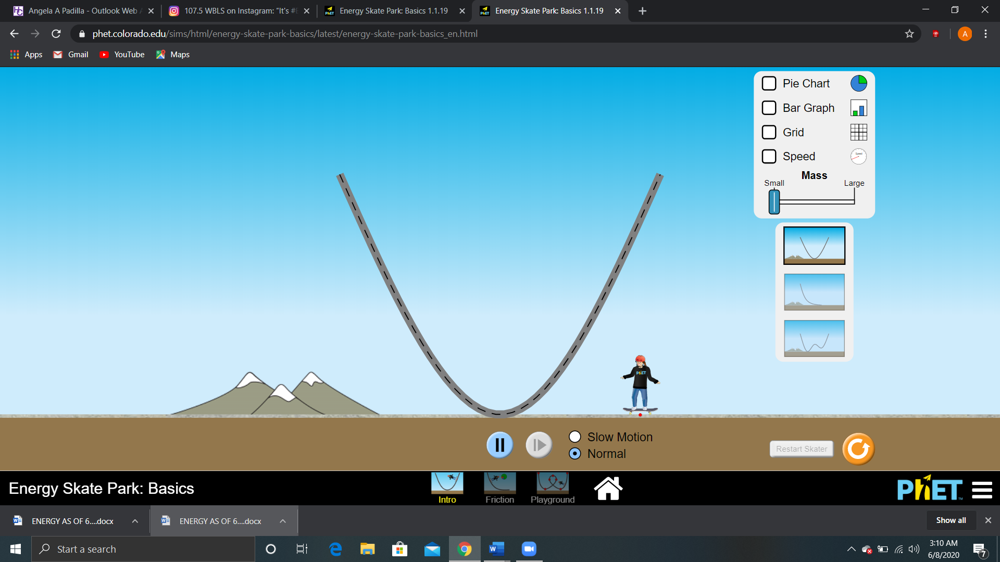 Angela A Padilla - Outlook Web
107.5 WBLS on Instagram: "It's #
Energy Skate Park: Basics 1.1.19
Energy Skate Park: Basics 1.1.19
phet.colorado.edu/sims/html/energy-skate-park-basics/latest/energy-skate-park-basics_en.html
A
Apps
Gmail
YouTube
Maps
Pie Chart
Bar Graph
Grid
Speed
Speed
Mass
Small
Large
PhET
Slow Motion
Normal
Restart Skater
Energy Skate Park: Basics
Intro
Friction
Playground
PhET
ENERGY AS OF 6....docx
ENERGY AS OF 6....docx
Show all
Start a search
3:10 AM
6/8/2020
7